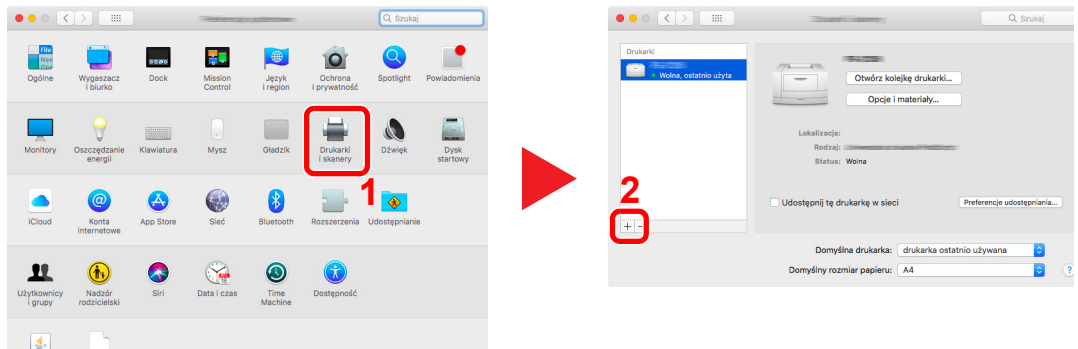 Szukaj
Ogólne
Wygaszacz
i biurko
Dock
Mission
Control
Język
i region
Ochrona
i prywatność
Spotlight
Powiadomienia
Monitory
Oszczędzanie
energii
Klawiatura
Mysz
Gładzik
Drukarki
i skanery
Dźwięk
Dysk
startowy
1
iCloud
Konta
internetowe
App Store
Sieć
Bluetooth
Rozszerzenia
Udostępnianie
Użytkownicy
i grupy
Nadzór
rodzicielski
Siri
Data i czas
Time
Machine
Dostępność
Szukaj
Drukarki
Wolna, ostatnio użyta
Otwórz kolejkę drukarki...
Opcje i materiały...
Lokalizacja:
Rodzaj:
Status: Wolna
2
Udostępnij tę drukarkę w sieci
Preferencje udostępniania...
+ −
Domyślna drukarka: drukarka ostatnio używana
Domyślny rozmiar papieru: A4
?